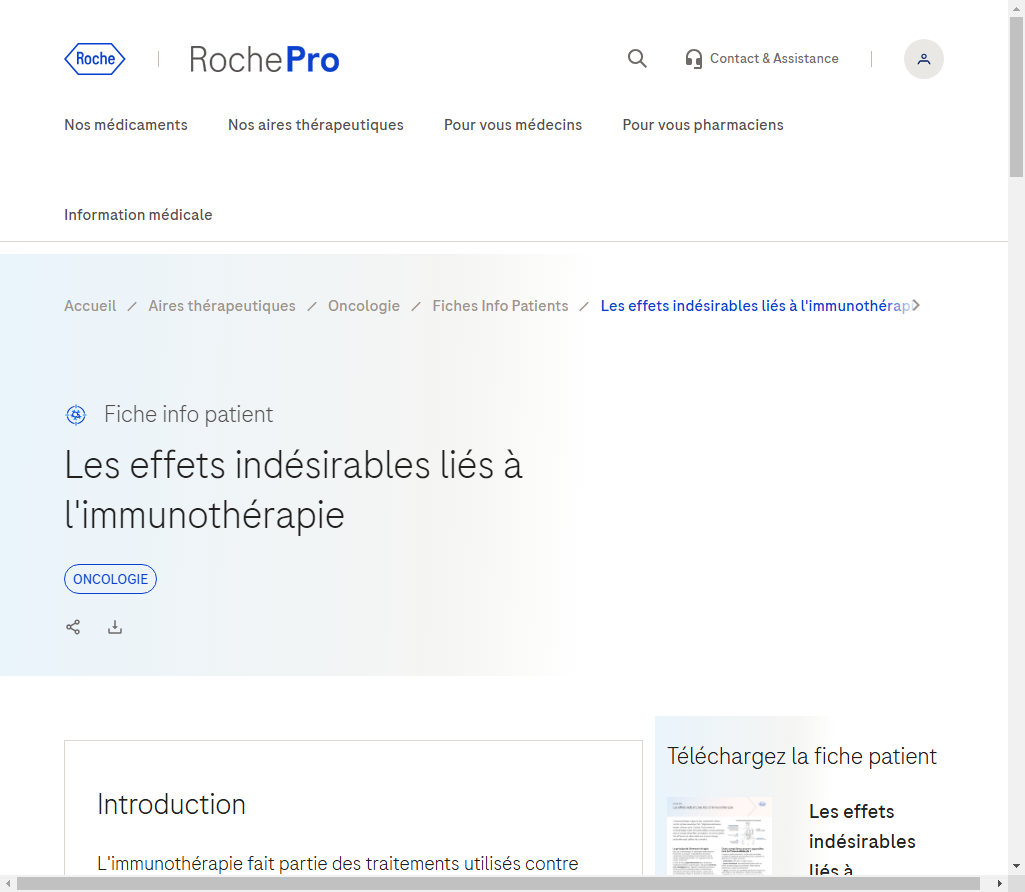 Roche
RochePro
Contact & Assistance
Nos médicaments
Nos aires thérapeutiques
Pour vous médecins
Pour vous pharmaciens
Information médicale
Accueil / Aires thérapeutiques / Oncologie / Fiches Info Patients / Les effets indésirables liés à l'immunothérapi
Fiche info patient
Les effets indésirables liés à
l'immunothérapie
ONCOLOGIE
Introduction
L'immunothérapie fait partie des traitements utilisés contre
Téléchargez la fiche patient
Les effets
indésirables
liés à